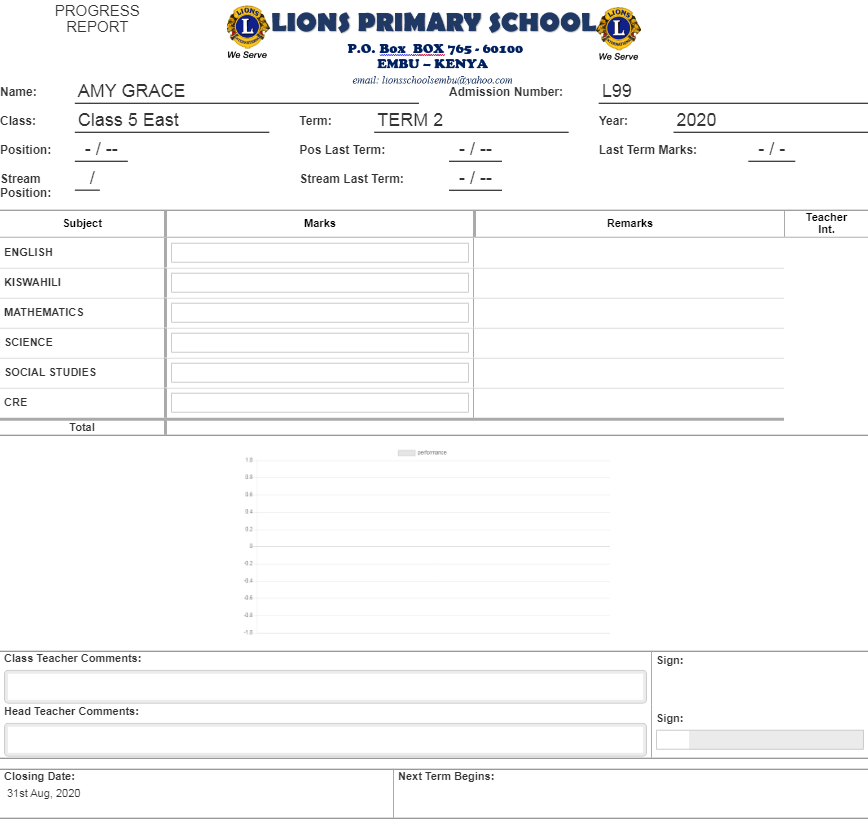 PROGRESS
REPORT
LIONS
L
INTERNATIONAL
We Serve
LIONS PRIMARY SCHOOL
P.O. Box BOX 765 - 60100
EMBU – KENYA
email: lionsschoolsembu@yahoo.com
LIONS
L
INTERNATIONAL
We Serve
Name: AMY GRACE Admission Number: L99
Class: Class 5 East Term: TERM 2 Year: 2020
Position: - / -- Pos Last Term: - / -- Last Term Marks: - / -
Stream Position: / Stream Last Term: - / --
Subject Marks Remarks Teacher Int.
ENGLISH
KISWAHILI
MATHEMATICS
SCIENCE
SOCIAL STUDIES
CRE
Total
performance
1.0
0.8
0.6
0.4
0.2
0
-0.2
-0.4
-0.6
-0.8
-1.0
Class Teacher Comments: Sign:
Head Teacher Comments: Sign:
Closing Date: Next Term Begins:
31st Aug, 2020